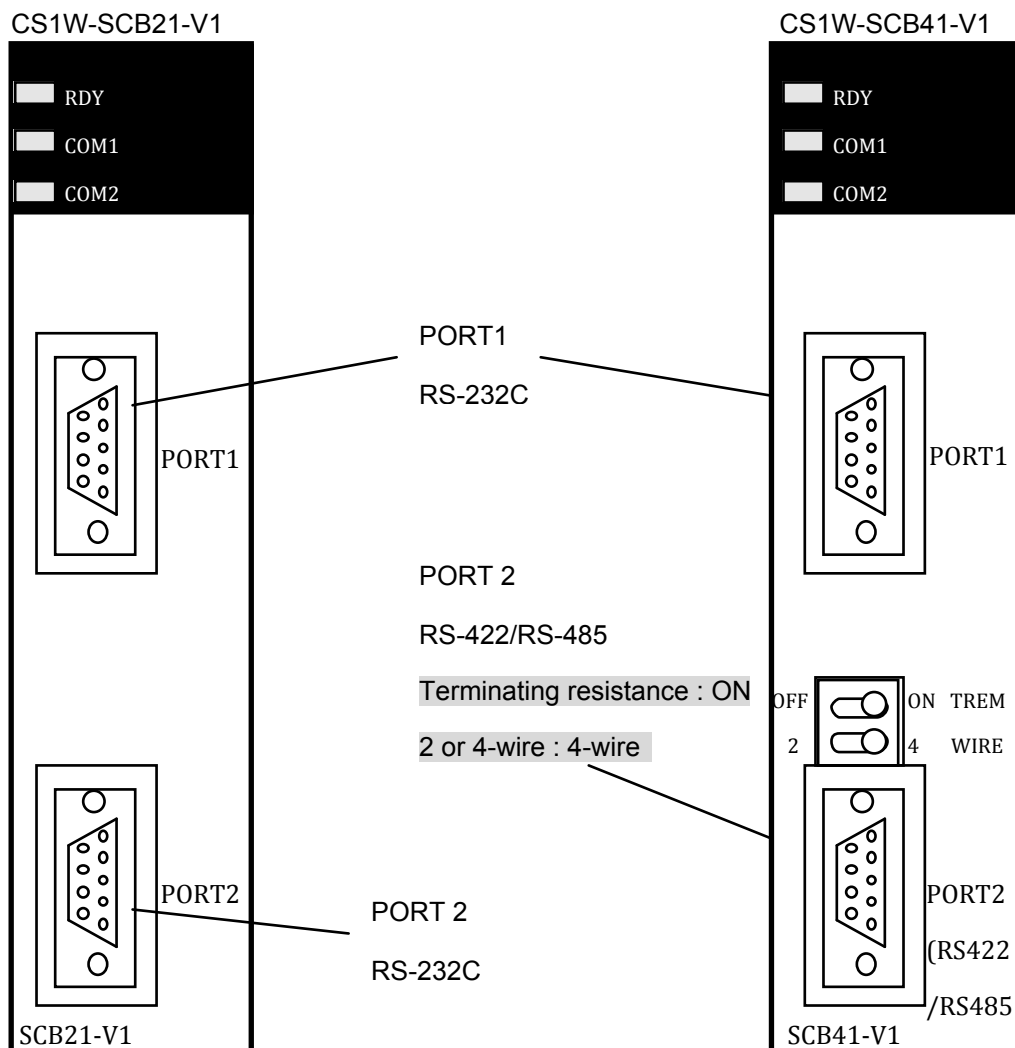 CS1W-SCB21-V1
RDY
COM1
COM2
PORT1
PORT2
SCB21-V1
PORT1
RS-232C
PORT 2
RS-422/RS-485
Terminating resistance : ON
2 or 4-wire : 4-wire
PORT 2
RS-232C
CS1W-SCB41-V1
RDY
COM1
COM2
PORT1
OFF ON TREM
2 4 WIRE
PORT2
(RS422
/RS485
SCB41-V1